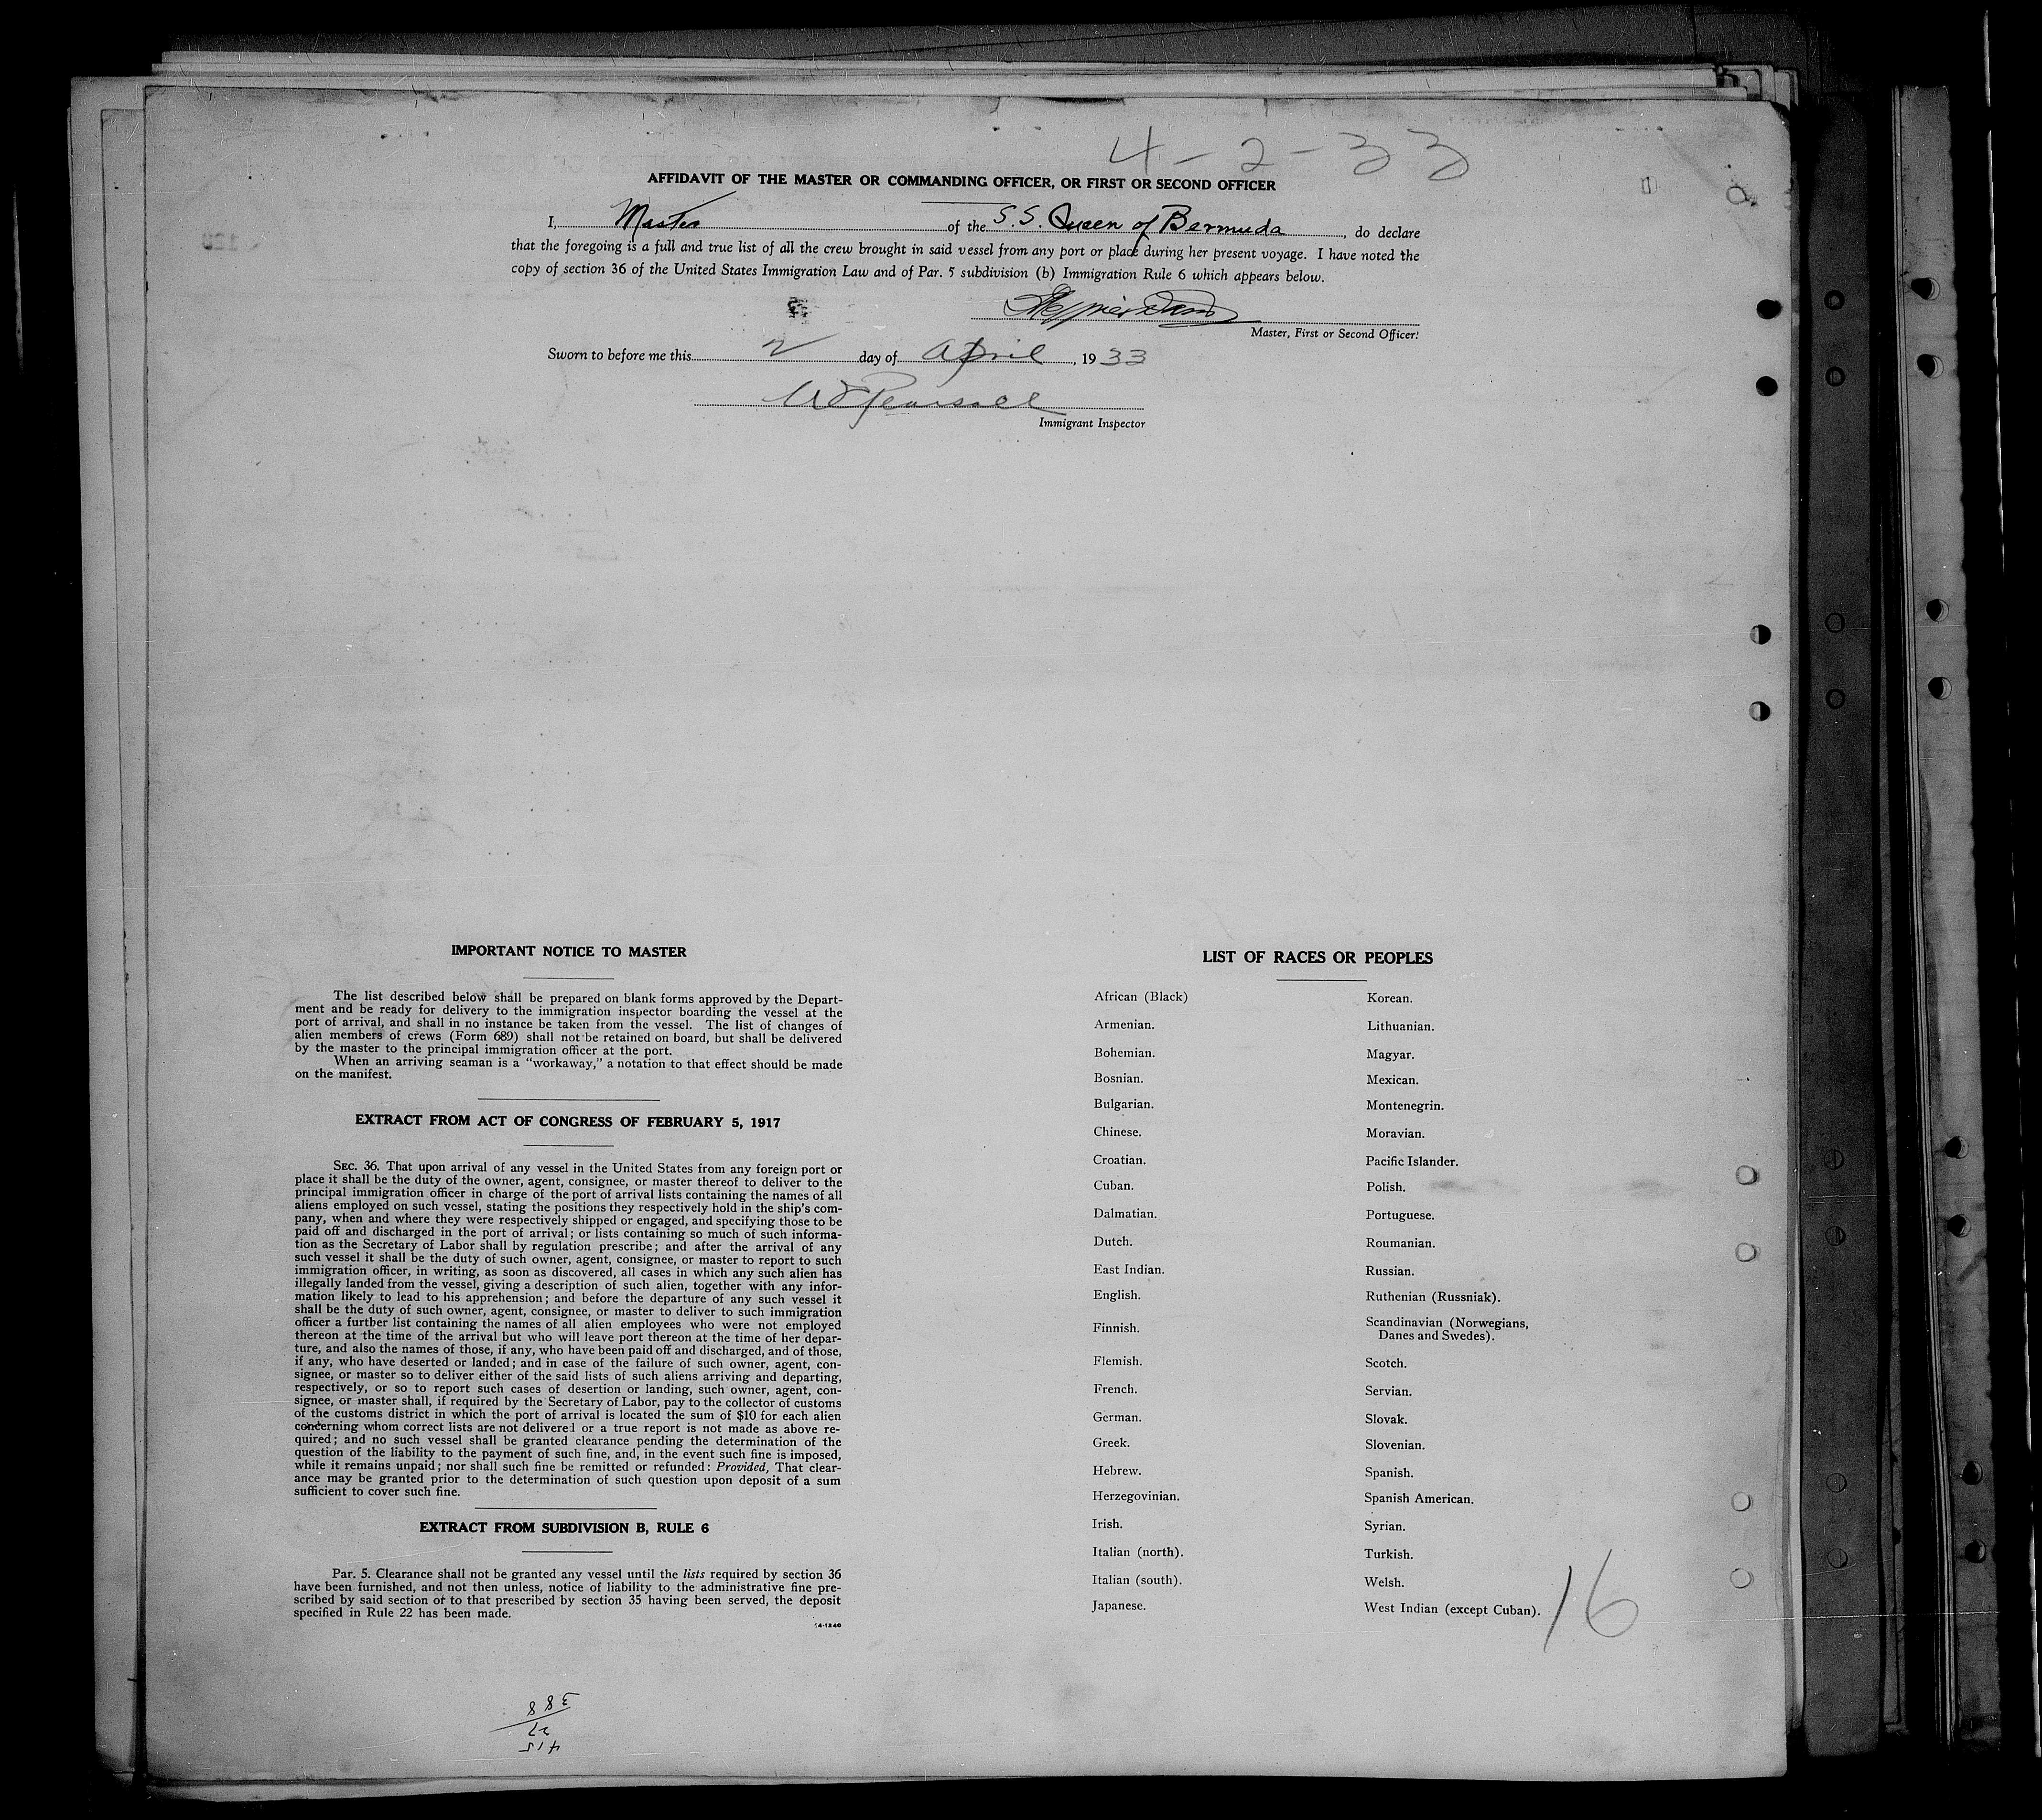 4-2-33
AFFIDAVIT OF THE MASTER OR COMMANDING OFFICER, OR FIRST OR SECOND OFFICER
I, Master of the S.S. Queen of Bermuda, do declare
that the foregoing is a full and true list of all the crew brought in said vessel from any port or place during her present voyage. I have noted the
copy of section 36 of the United States Immigration Law and of Par. 5 subdivision (b) Immigration Rule 6 which appears below.
Master, First or Second Officer.
Sworn to before me this 2 day of April, 1933
Pearsall
Immigrant Inspector
IMPORTANT NOTICE TO MASTER
The list described below shall be prepared on blank forms approved by the Depart-
ment and be ready for delivery to the immigration inspector boarding the vessel at the
port of arrival, and shall in no instance be taken from the vessel. The list of changes of
alien members of crews (Form 689) shall not be retained on board, but shall be delivered
by the master to the principal immigration officer at the port.
When an arriving seaman is a "workaway," a notation to that effect should be made
on the manifest.
EXTRACT FROM ACT OF CONGRESS OF FEBRUARY 5, 1917
SEC. 36. That upon arrival of any vessel in the United States from any foreign port or
place it shall be the duty of the owner, agent, consignee, or master thereof to deliver to the
principal immigration officer in charge of the port of arrival lists containing the names of all
aliens employed on such vessel, stating the positions they respectively hold in the ship's com-
pany, when and where they were respectively shipped or engaged, and specifying those to be
paid off and discharged in the port of arrival; or lists containing so much of such informa-
tion as the Secretary of Labor shall by regulation prescribe; and after the arrival of any
such vessel it shall be the duty of such owner, agent, consignee, or master to report to such
immigration officer, in writing, as soon as discovered, all cases in which any such alien has
illegally landed from the vessel, giving a description of such alien, together with any infor-
mation likely to lead to his apprehension; and before the departure of any such vessel it
shall be the duty of such owner, agent, consignee, or master to deliver to such immigration
officer a further list containing the names of all alien employees who were not employed
thereon at the time of the arrival but who will leave port thereon at the time of her depar-
ture, and also the names of those, if any, who have been paid off and discharged, and of those,
if any, who have deserted or landed; and in case of the failure of such owner, agent, con-
signee, or master so to deliver either of the said lists of such aliens arriving and departing,
respectively, or so to report such cases of desertion or landing, such owner, agent, con-
signee, or master shall, if required by the Secretary of Labor, pay to the collector of customs
of the customs district in which the port of arrival is located the sum of $10 for each alien
concerning whom correct lists are not delivered or a true report is not made as above re-
quired; and no such vessel shall be granted clearance pending the determination of the
question of the liability to the payment of such fine, and, in the event such fine is imposed,
while it remains unpaid; nor shall such fine be remitted or refunded: Provided, That clear-
ance may be granted prior to the determination of such question upon deposit of a sum
sufficient to cover such fine.
EXTRACT FROM SUBDIVISION B, RULE 6
Par. 5. Clearance shall not be granted any vessel until the lists required by section 36
have been furnished, and not then unless, notice of liability to the administrative fine pre-
scribed by said section or to that prescribed by section 35 having been served, the deposit
specified in Rule 22 has been made.
14-1240
LIST OF RACES OR PEOPLES
African (Black)
Armenian.
Bohemian.
Bosnian.
Bulgarian.
Chinese.
Croatian.
Cuban.
Dalmatian.
Dutch.
East Indian.
English.
Finnish.
Flemish.
French.
German.
Greek.
Hebrew.
Herzegovinian.
Irish.
Italian (north).
Italian (south).
Japanese.
Korean.
Lithuanian.
Magyar.
Mexican.
Montenegrin.
Moravian.
Pacific Islander.
Polish.
Portuguese.
Roumanian.
Russian.
Ruthenian (Russniak).
Scandinavian (Norwegians,
Danes and Swedes).
Scotch.
Servian.
Slovak.
Slovenian.
Spanish.
Spanish American.
Syrian.
Turkish.
Welsh.
West Indian (except Cuban).
16
415
27
388